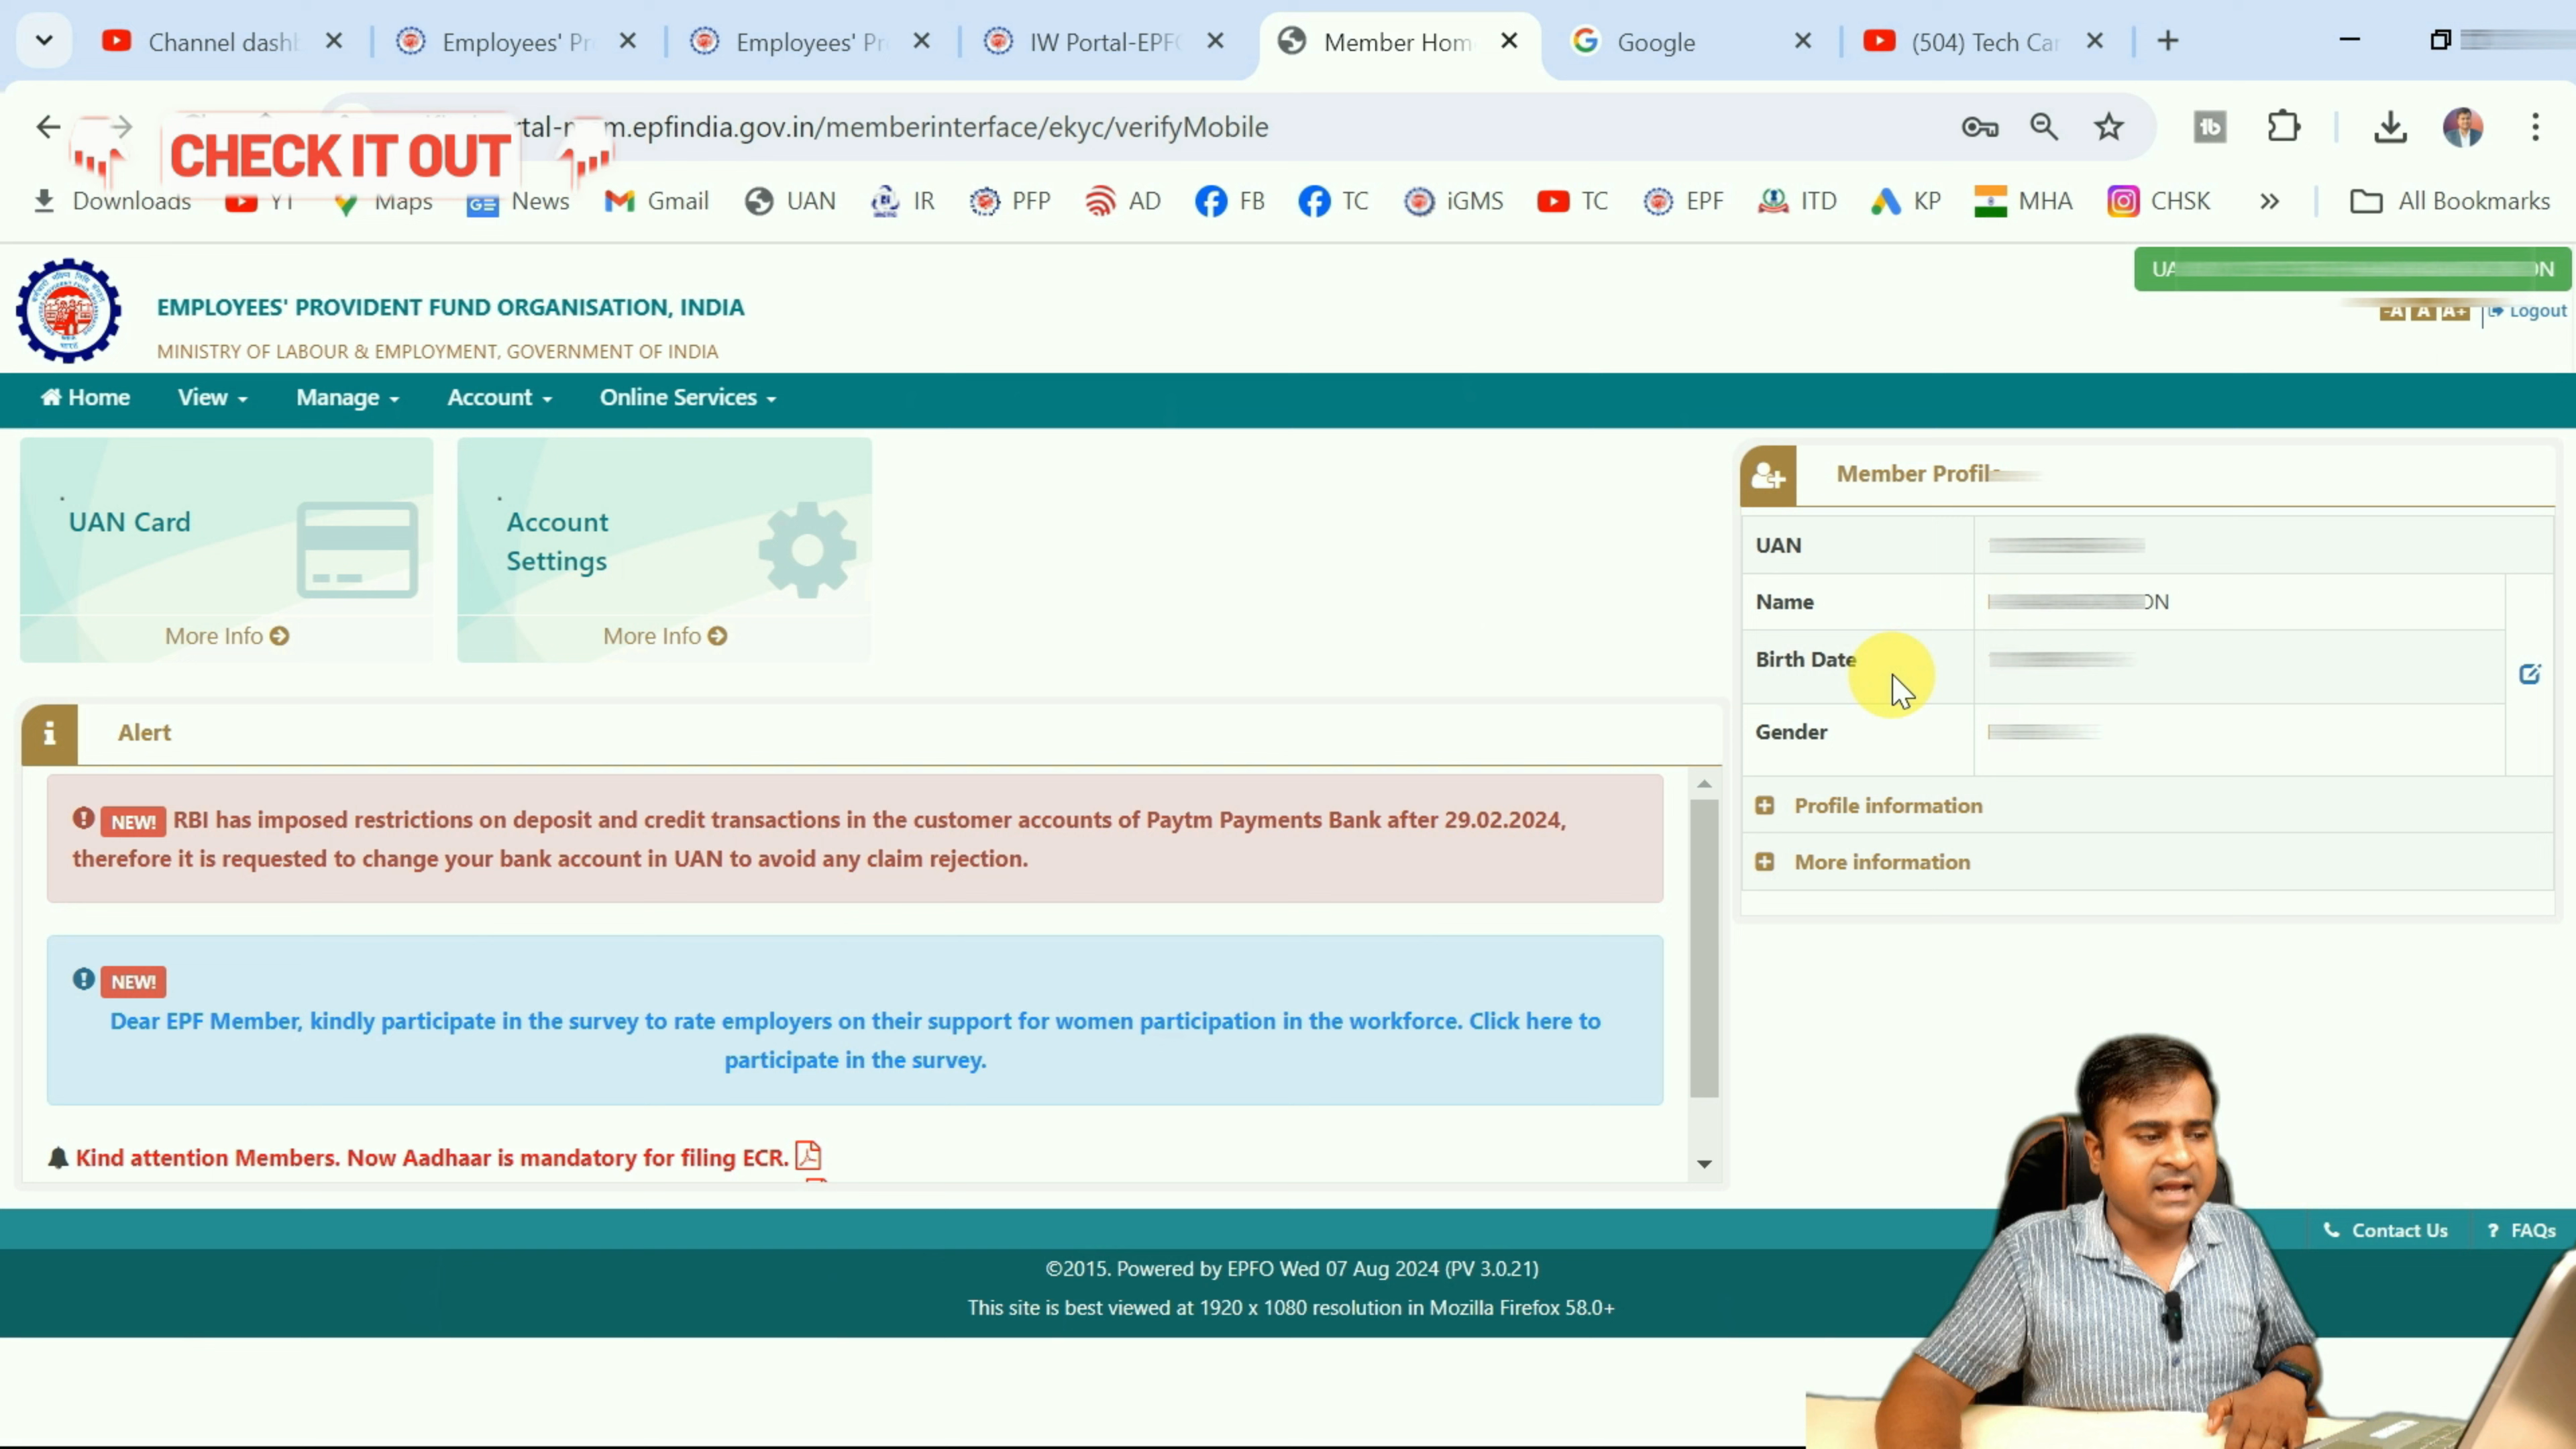 Channel dash
Employees' Pr
Employees' Pr
IW Portal-EPF
Member Hom
Google
(504) Tech Ca
CHECK IT OUT
m.epfindia.gov.in/memberinterface/ekyc/verifyMobile
Downloads
YT
Maps
News
Gmail
UAN
IR
PFP
AD
FB
TC
iGMS
TC
EPF
ITD
KP
MHA
CHSK
All Bookmarks
EMPLOYEES' PROVIDENT FUND ORGANISATION, INDIA
MINISTRY OF LABOUR & EMPLOYMENT, GOVERNMENT OF INDIA
-A A A+ Logout
Home View Manage Account Online Services
UAN Card
More Info
Account
Settings
More Info
Member Profile
UAN
Name
Birth Date
Gender
Profile information
More information
Alert
NEW! RBI has imposed restrictions on deposit and credit transactions in the customer accounts of Paytm Payments Bank after 29.02.2024,
therefore it is requested to change your bank account in UAN to avoid any claim rejection.
NEW!
Dear EPF Member, kindly participate in the survey to rate employers on their support for women participation in the workforce. Click here to
participate in the survey.
Kind attention Members. Now Aadhaar is mandatory for filing ECR.
Contact Us ? FAQs
©2015. Powered by EPFO Wed 07 Aug 2024 (PV 3.0.21)
This site is best viewed at 1920 x 1080 resolution in Mozilla Firefox 58.0+